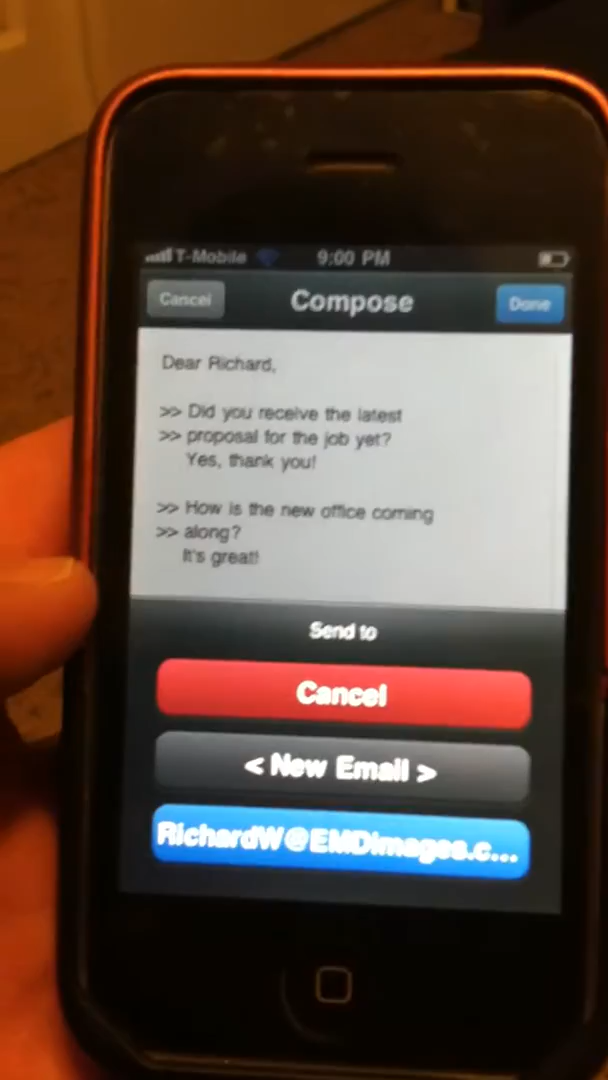 T-Mobile 9:00 PM
Cancel Compose Done
Dear Richard,
>> Did you receive the latest
>> proposal for the job yet?
Yes, thank you!
>> How is the new office coming
>> along?
It's great!
Send to
Cancel
< New Email >
RichardW@EMDImages.c...